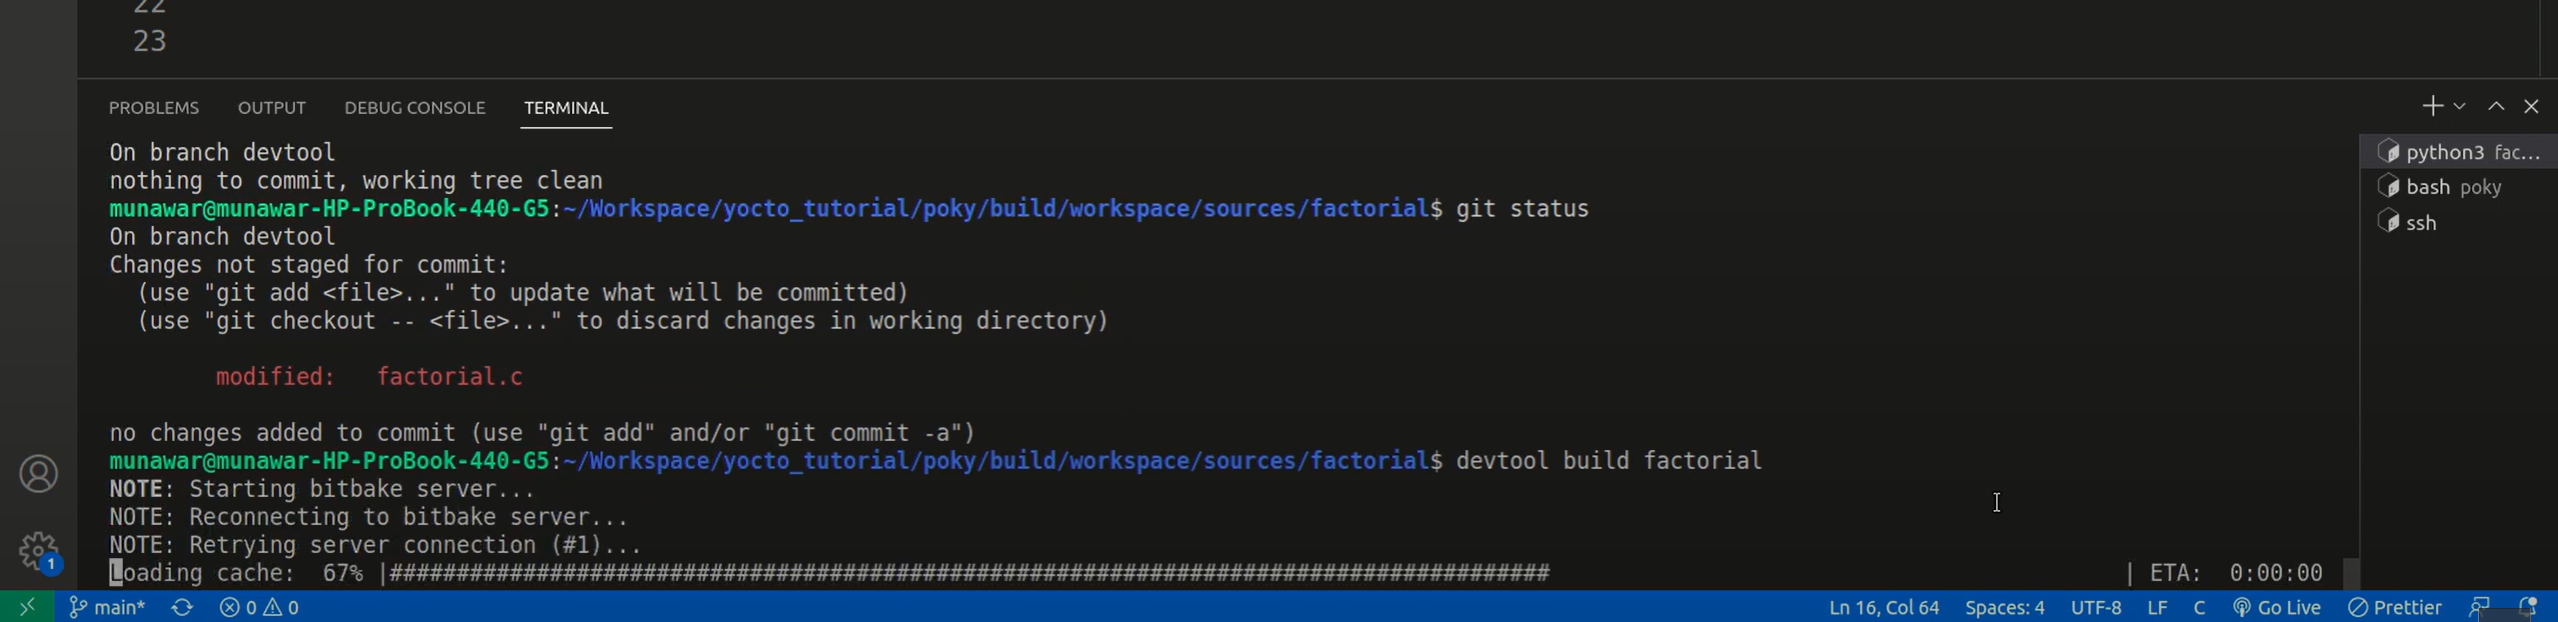 22
23
PROBLEMS OUTPUT DEBUG CONSOLE TERMINAL
On branch devtool
nothing to commit, working tree clean
munawar@munawar-HP-ProBook-440-G5:~/Workspace/yocto_tutorial/poky/build/workspace/sources/factorial$ git status
On branch devtool
Changes not staged for commit:
  (use "git add <file>..." to update what will be committed)
  (use "git checkout -- <file>..." to discard changes in working directory)
        modified:   factorial.c
no changes added to commit (use "git add" and/or "git commit -a")
munawar@munawar-HP-ProBook-440-G5:~/Workspace/yocto_tutorial/poky/build/workspace/sources/factorial$ devtool build factorial
NOTE: Starting bitbake server...
NOTE: Reconnecting to bitbake server...
NOTE: Retrying server connection (#1)...
Loading cache:  67% |####################################################################################### | ETA:  0:00:00
python3 fac...
bash poky
ssh
1
main* 0 0 Ln 16, Col 64 Spaces: 4 UTF-8 LF C Go Live Prettier